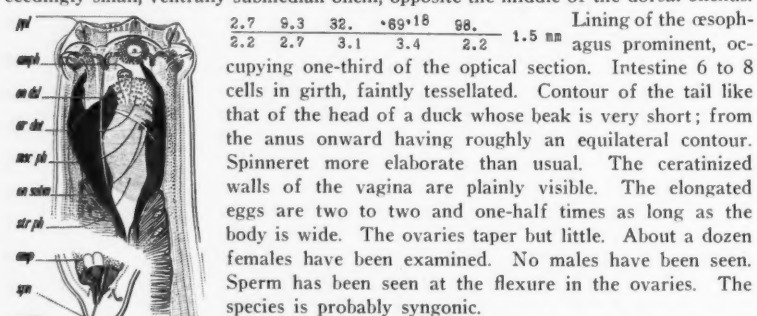 2.7 9.3 32. ·69·18 98.
2.2 2.7 3.1 3.4 2.2 1.5 mm Lining of the œsoph-
agus prominent, oc-
cupying one-third of the optical section. Intestine 6 to 8
cells in girth, faintly tessellated. Contour of the tail like
that of the head of a duck whose beak is very short; from
the anus onward having roughly an equilateral contour.
Spinneret more elaborate than usual. The ceratinized
walls of the vagina are plainly visible. The elongated
eggs are two to two and one-half times as long as the
body is wide. The ovaries taper but little. About a dozen
females have been examined. No males have been seen.
Sperm has been seen at the flexure in the ovaries. The
species is probably syngonic.
amph